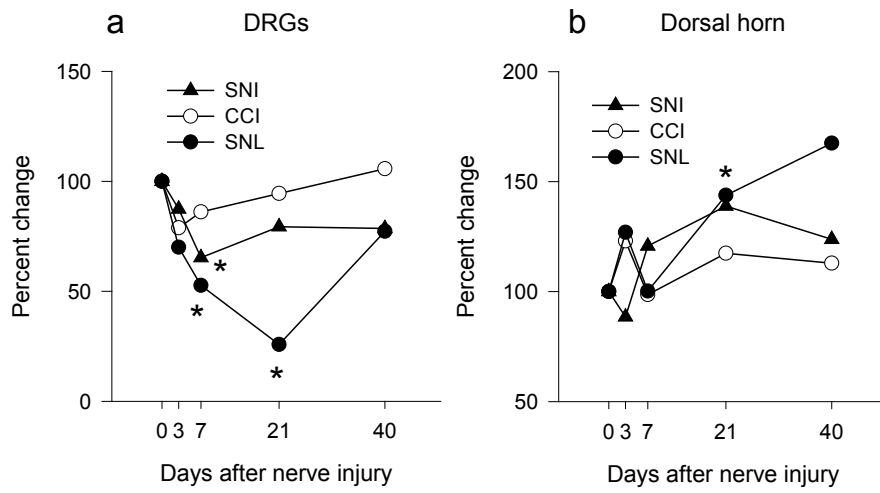 a
DRGs
150
100
50
0
Percent change
SNI
CCI
SNL
*
*
*
0 3 7 21 40
Days after nerve injury
b
Dorsal horn
200
150
100
50
Percent change
SNI
CCI
SNL
*
0 3 7 21 40
Days after nerve injury